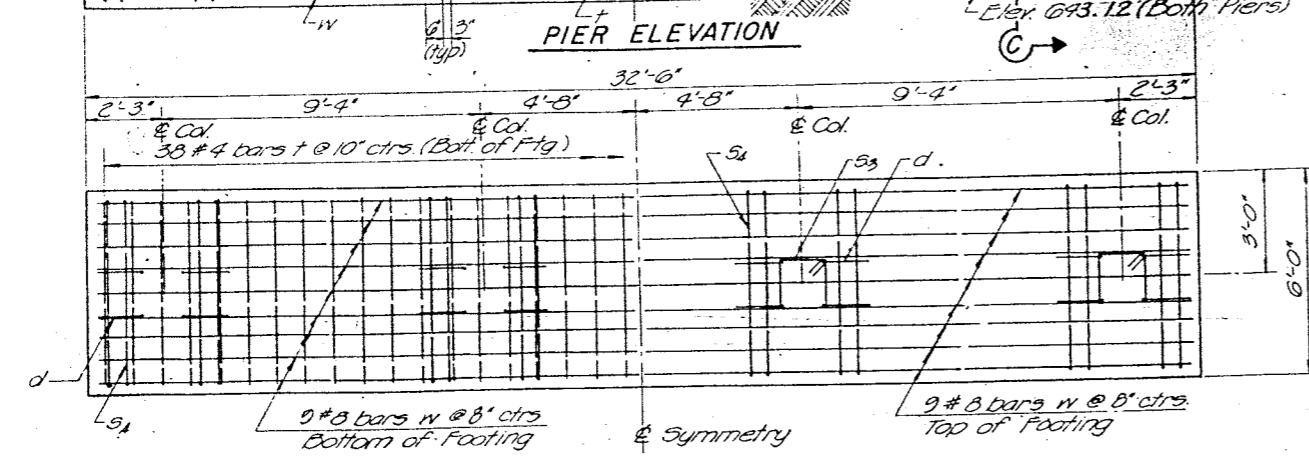 w
t
6" 3"
(typ)
PIER ELEVATION
Elev. 693.12 (Both Piers)
C
32'-6"
2'-3" 9'-4" 4'-8" 4'-8" 9'-4" 2'-3"
℄ Col. ℄ Col. ℄ Col. ℄ Col.
38 #4 bars t @ 10" ctrs. (Bott. of Ftg)
S4 S3 d.
3'-0"
6'-0"
d
S4
9 #8 bars w @ 8" ctrs
Bottom of Footing
℄ Symmetry
9 #8 bars w @ 8" ctrs.
Top of Footing